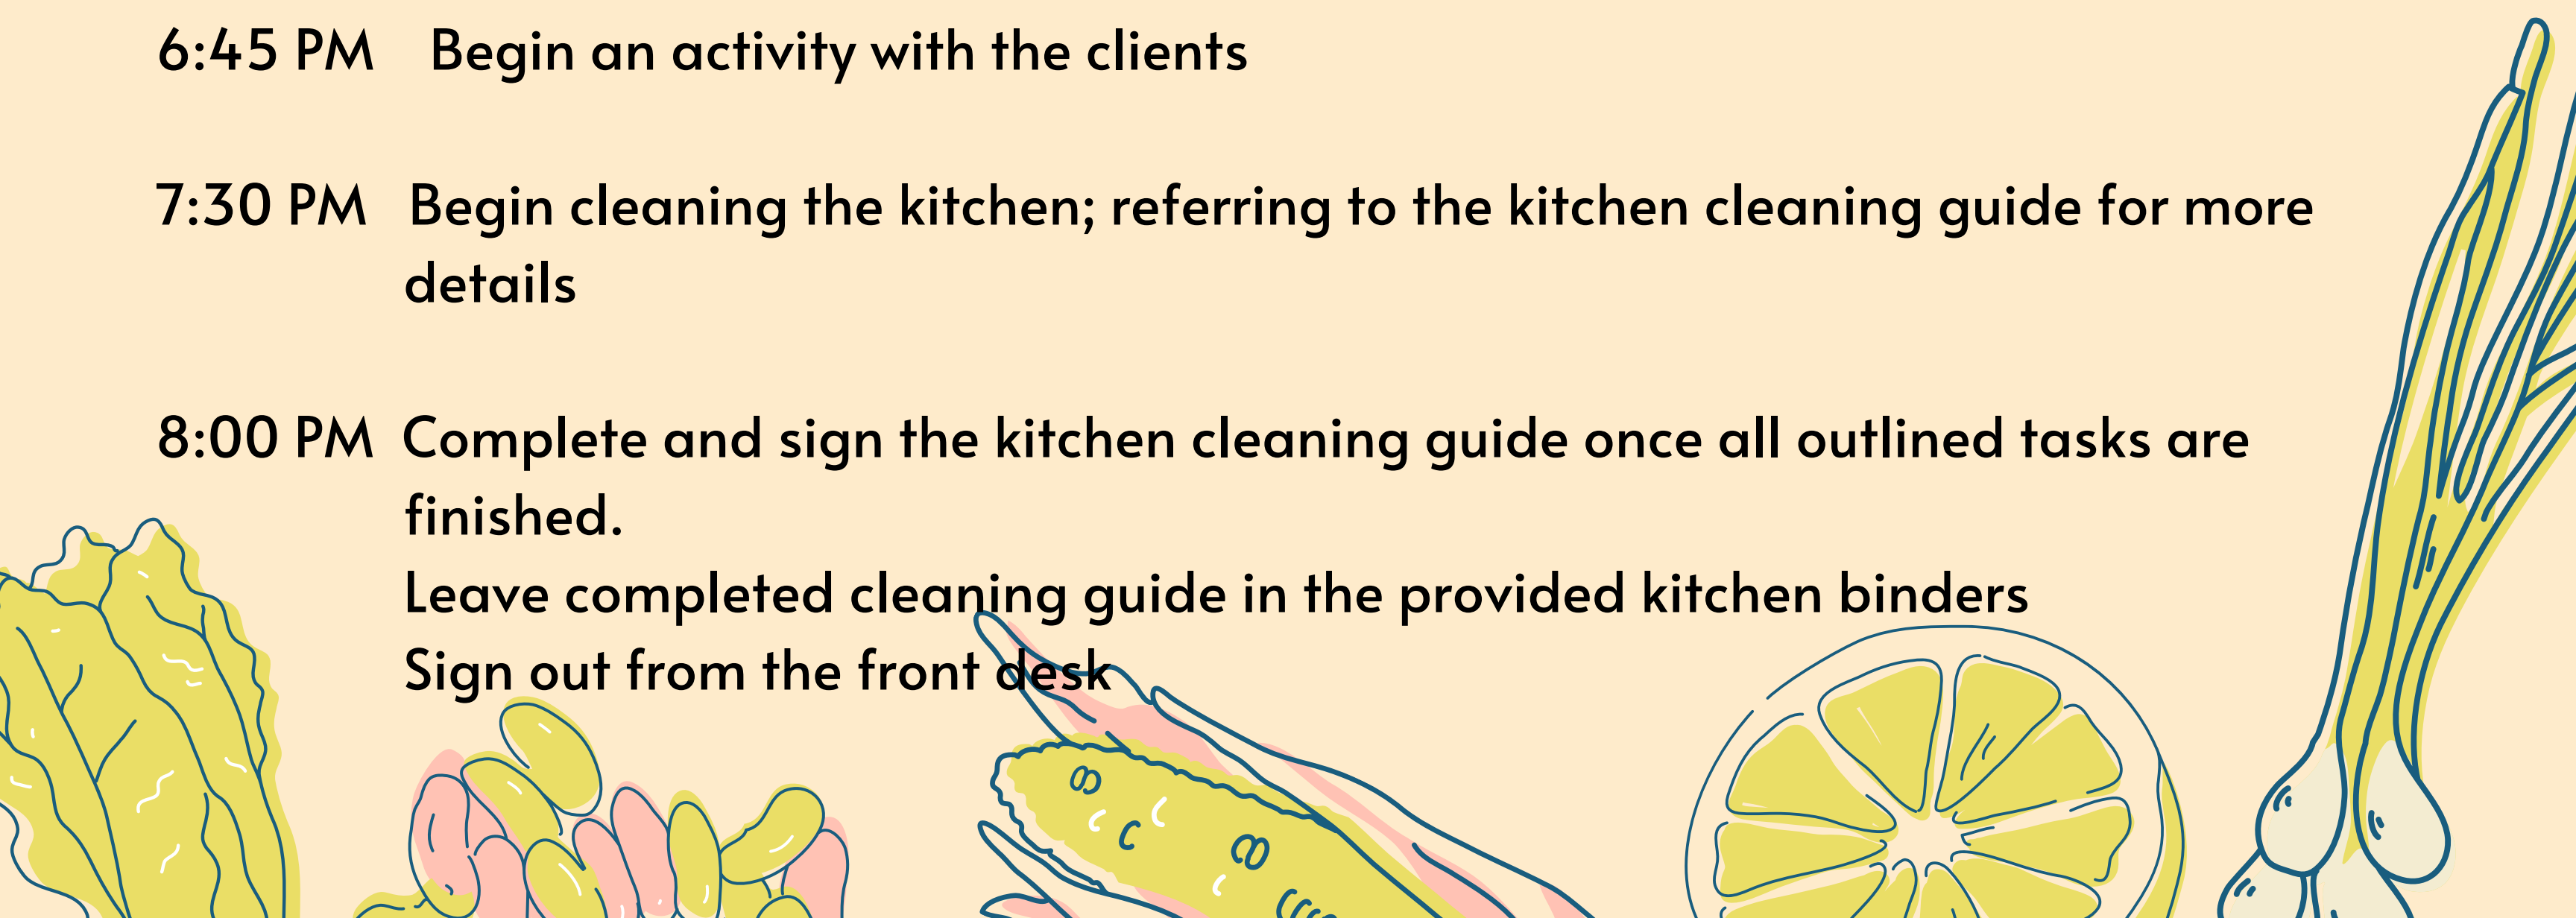 6:45 PM Begin an activity with the clients
7:30 PM Begin cleaning the kitchen; referring to the kitchen cleaning guide for more
details
8:00 PM Complete and sign the kitchen cleaning guide once all outlined tasks are
finished.
Leave completed cleaning guide in the provided kitchen binders
Sign out from the front desk